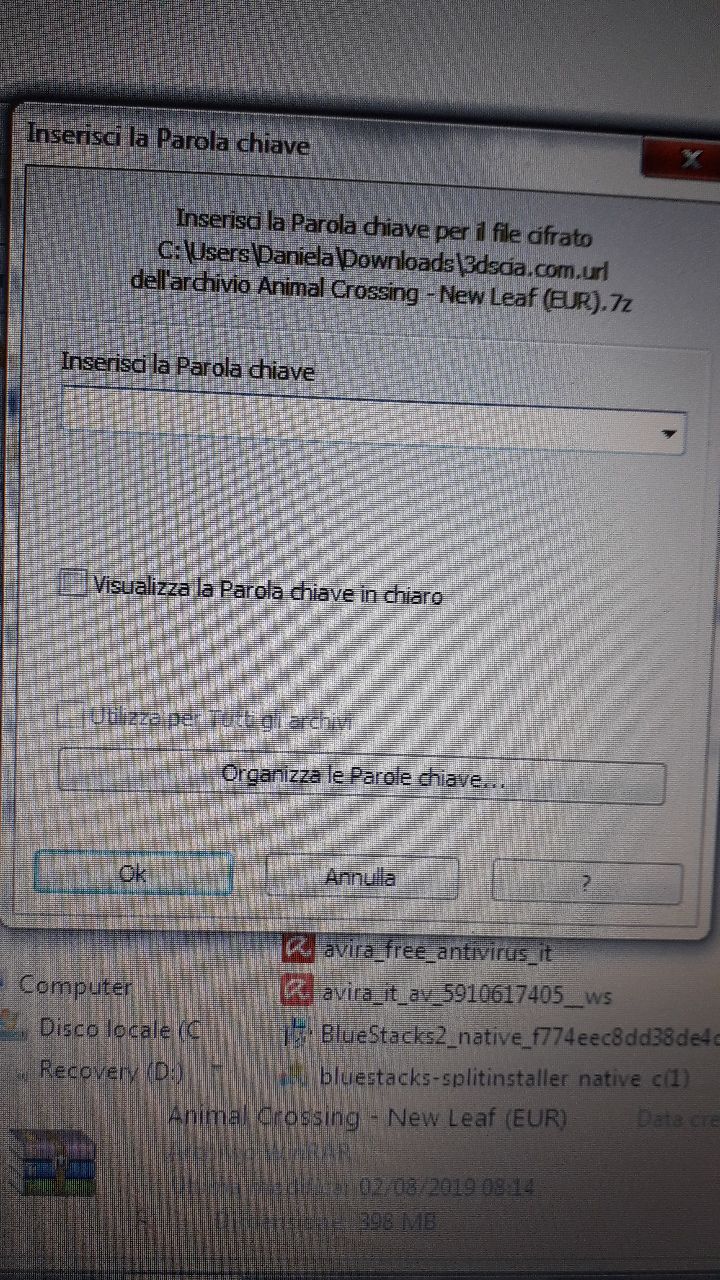 Inserisci la Parola chiave
Inserisci la Parola chiave per il file cifrato
C:\Users\Daniela\Downloads\3dscia.com.url
dell'archivio Animal Crossing - New Leaf (EUR).7z
Inserisci la Parola chiave
Visualizza la Parola chiave in chiaro
Utilizza per Tutti gli archivi
Organizza le Parole chiave...
Ok
Annulla
?
avira_free_antivirus_it
Computer
avira_it_av_5910617405__ws
Disco locale (C
BlueStacks2_native_f774eec8dd38de4c
Recovery (D:)
bluestacks-splitinstaller_native_c(1)
Animal Crossing - New Leaf (EUR)
Data cre
WinRAR
Ultima modifica: 02/08/2019 08:14
Dimensione: 398 MB